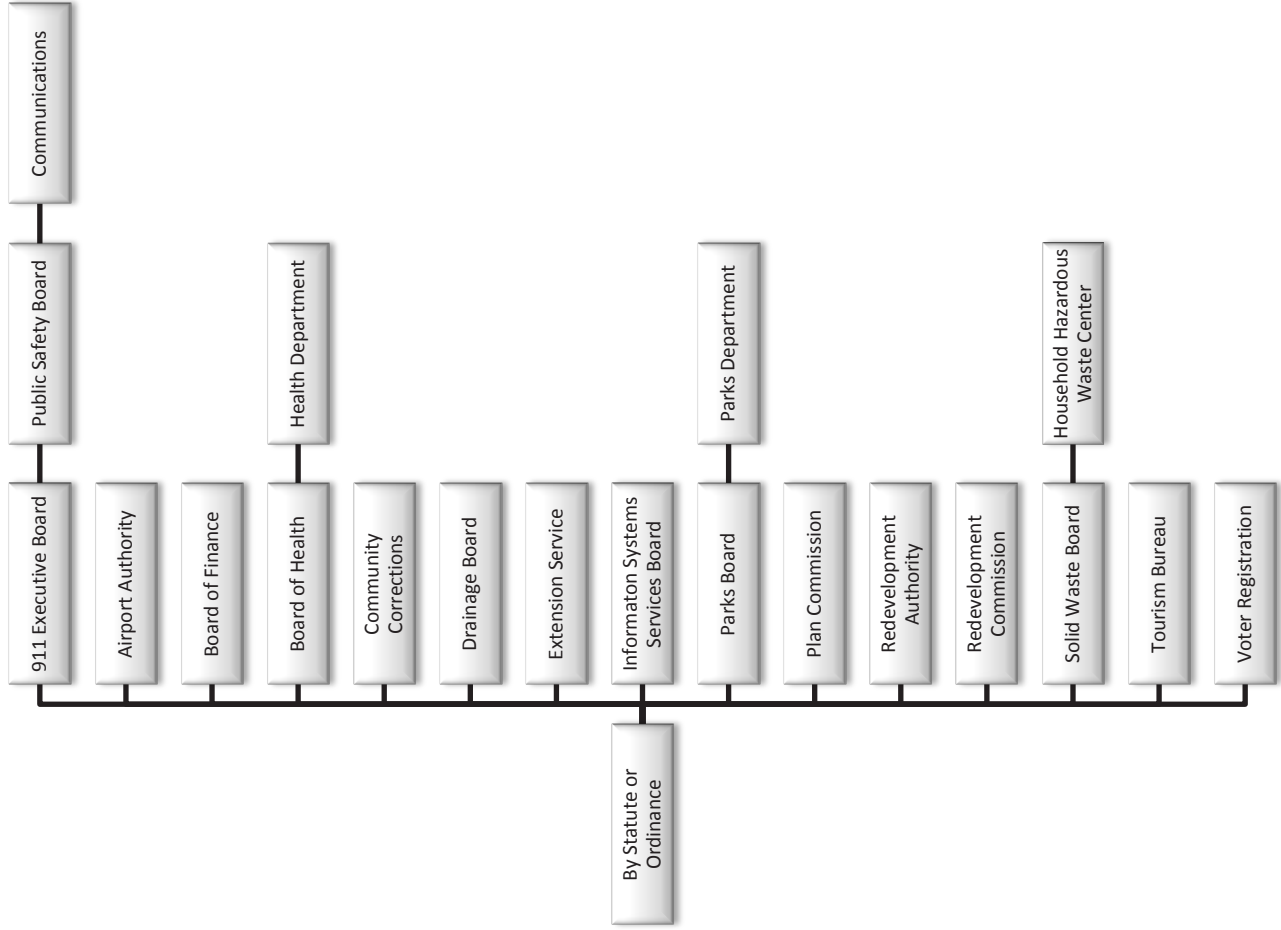 By Statute or
Ordinance
911 Executive Board
Public Safety Board
Communications
Airport Authority
Board of Finance
Board of Health
Health Department
Community
Corrections
Drainage Board
Extension Service
Informaton Systems
Services Board
Parks Board
Parks Department
Plan Commission
Redevelopment
Authority
Redevelopment
Commission
Solid Waste Board
Household Hazardous
Waste Center
Tourism Bureau
Voter Registration